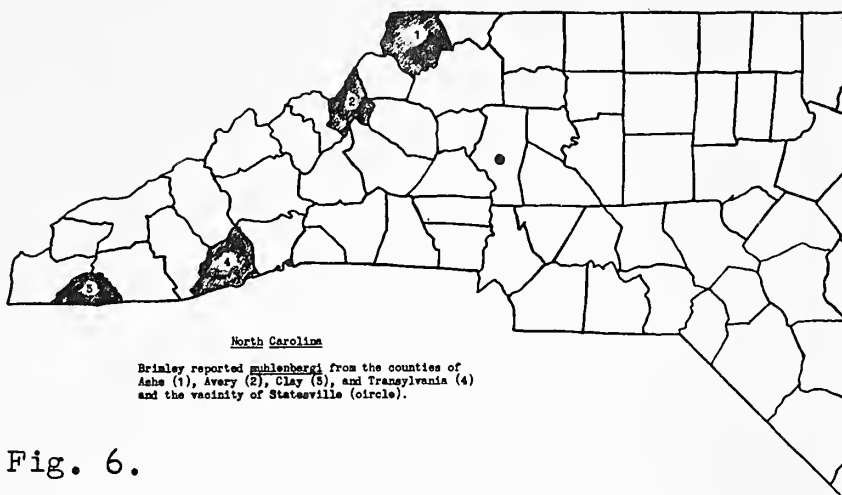 1
2
4
5
North Carolina
Brimley reported muhlenbergi from the counties of
Ashe (1), Avery (2), Clay (5), and Transylvania (4)
and the vacinity of Statesville (circle).
Fig. 6.